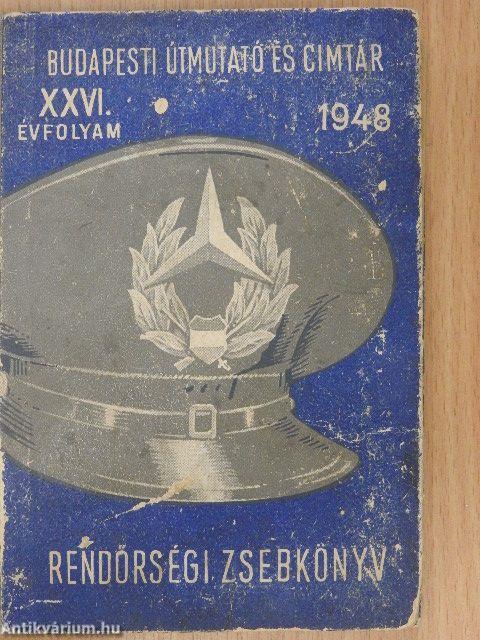 BUDAPESTI ÚTMUTATÓ ÉS CIMTÁR
XXVI.
ÉVFOLYAM
1948
RENDŐRSÉGI ZSEBKÖNYV
Antikvárium.hu